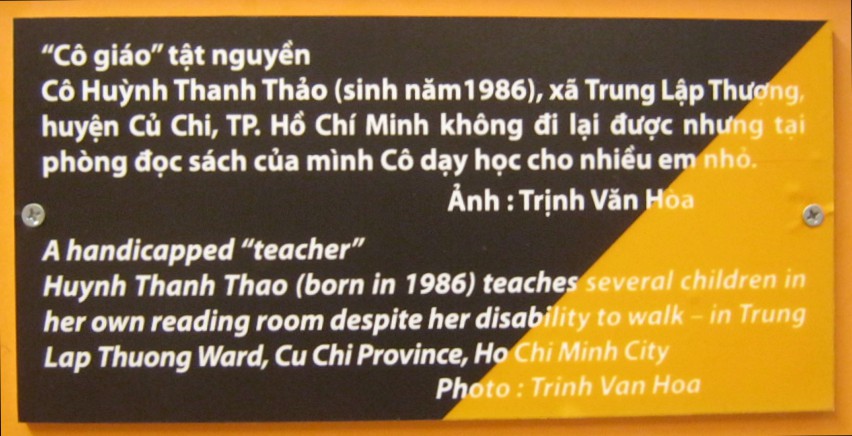 “Cô giáo” tật nguyền
Cô Huỳnh Thanh Thảo (sinh năm1986), xã Trung Lập Thượng,
huyện Củ Chi, TP. Hồ Chí Minh không đi lại được nhưng tại
phòng đọc sách của mình Cô dạy học cho nhiều em nhỏ.
Ảnh : Trịnh Văn Hòa
A handicapped “teacher”
Huynh Thanh Thao (born in 1986) teaches several children in
her own reading room despite her disability to walk – in Trung
Lap Thuong Ward, Cu Chi Province, Ho Chi Minh City
Photo : Trinh Van Hoa